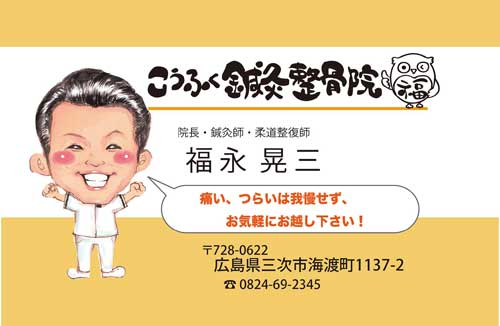 こうふく鍼灸整骨院
福
院長・鍼灸師・柔道整復師
福永 晃三
痛い、つらいは我慢せず、
お気軽にお越し下さい！
〒728-0622
広島県三次市海渡町1137-2
☎ 0824-69-2345